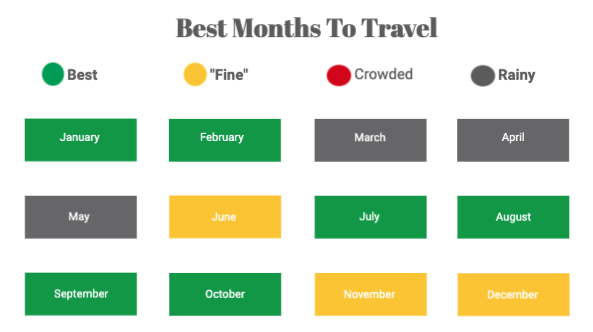 Best Months To Travel
Best "Fine" Crowded Rainy
January February March April
May June July August
September October November December